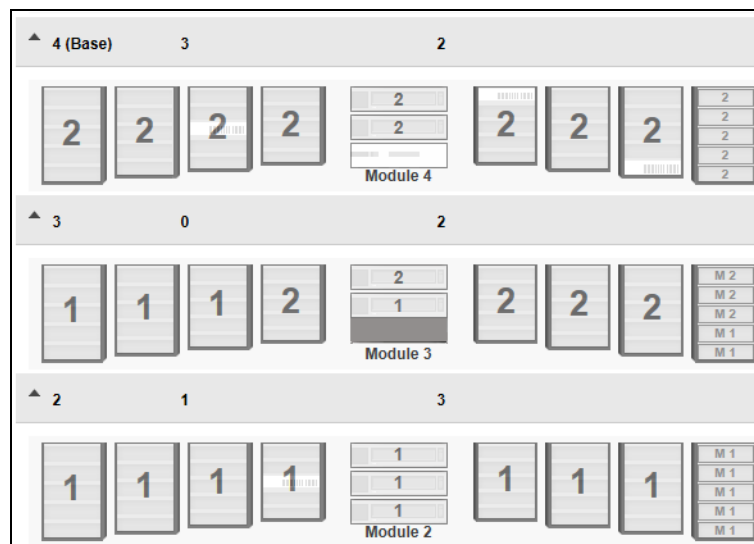 4 (Base) 3 2
2 2 2 2 2 2 2 2 2
2 2
2
2
2
Module 4 2
3 0 2
1 1 1 2 2 2 2 2 M 2
1 M 2
M 2
M 1
Module 3 M 1
2 1 3
1 1 1 1 1 1 1 1 M 1
1 M 1
1 M 1
M 1
Module 2 M 1